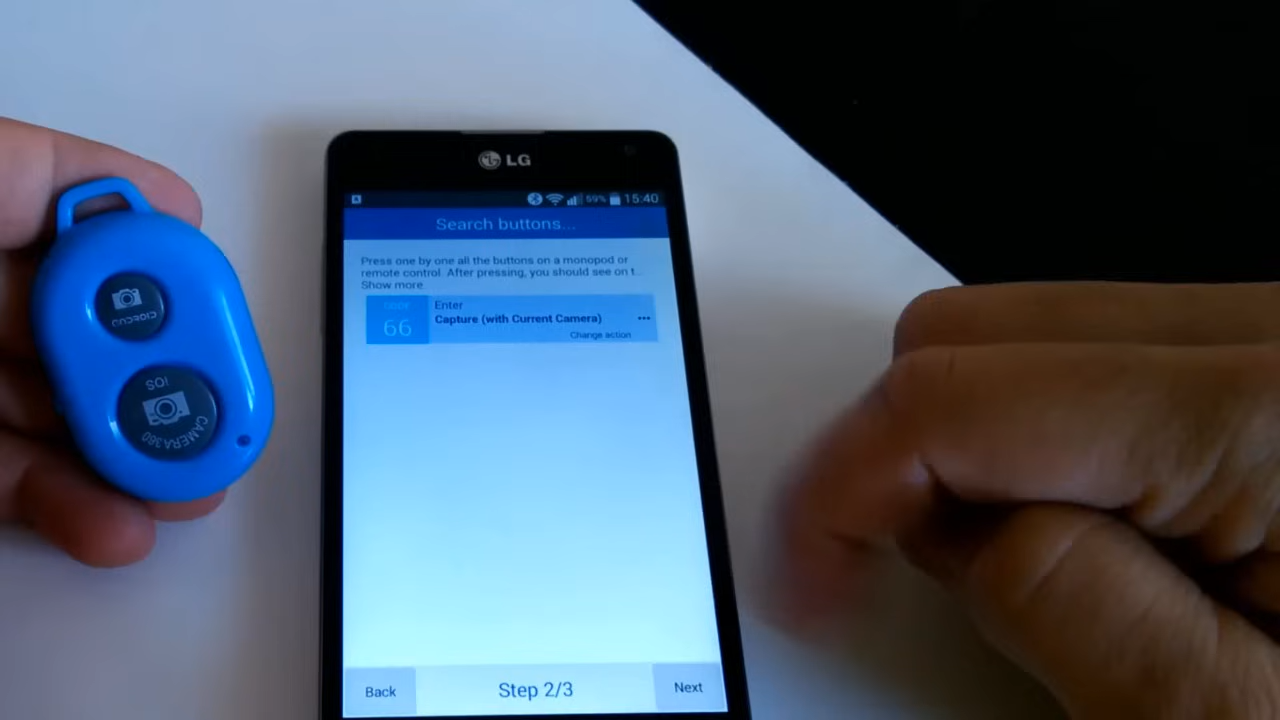 LG
59% 15:40
Search buttons...
Press one by one all the buttons on a monopod or
remote control. After pressing, you should see on t...
Show more
CODE
66
Enter
Capture (with Current Camera)
...
Change action
Back
Step 2/3
Next
iOS
CAMERA360